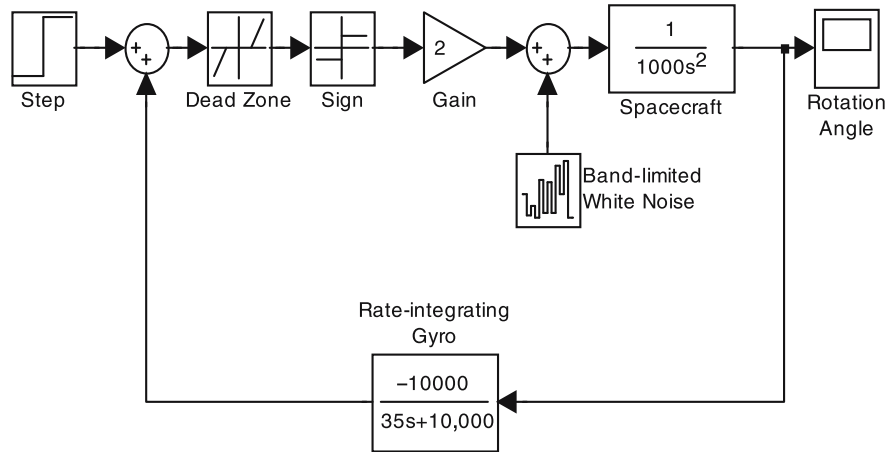 +
+
Step
Dead Zone
Sign
2
Gain
+
+
1
1000s²
Spacecraft
Rotation
Angle
Band-limited
White Noise
Rate-integrating
Gyro
−10000
35s+10,000